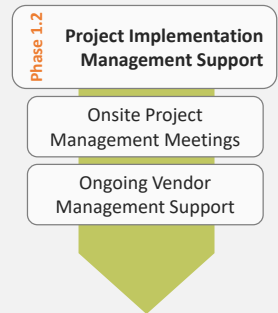 Phase 1.2
Project Implementation
Management Support
Onsite Project
Management Meetings
Ongoing Vendor
Management Support